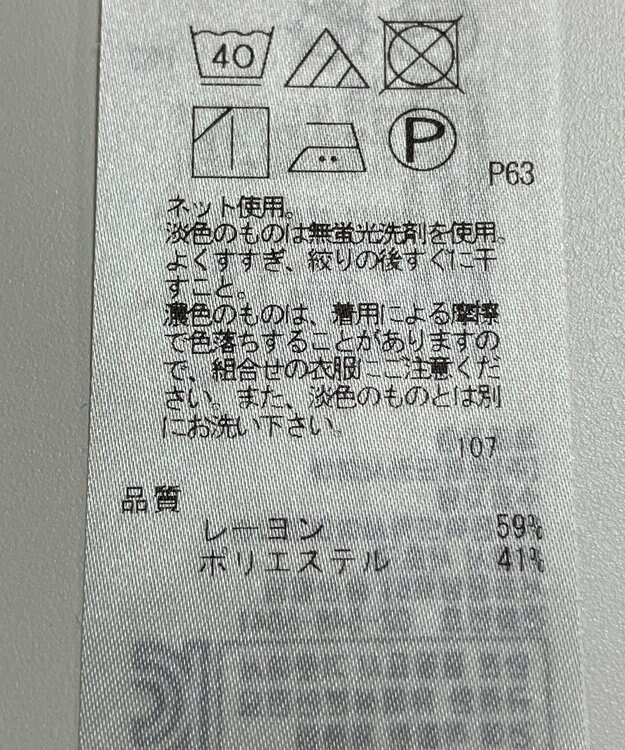 40
P
P63
ネット使用。
淡色のものは無蛍光洗剤を使用。
よくすすぎ、絞りの後すぐに干
すこと。
濃色のものは、着用による摩擦
で色落ちすることがありますの
で、組合せの衣服にご注意くだ
さい。また、淡色のものとは別
にお洗い下さい。
107
品質
レーヨン 59%
ポリエステル 41%